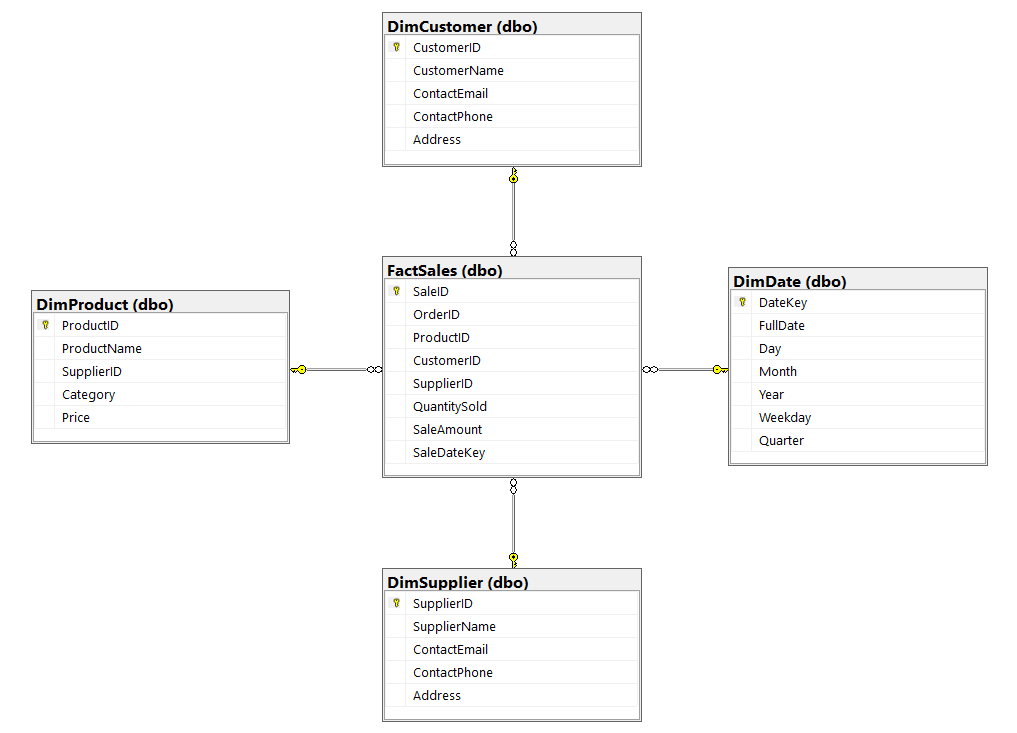 DimCustomer (dbo)
CustomerID
CustomerName
ContactEmail
ContactPhone
Address
FactSales (dbo)
SaleID
OrderID
ProductID
CustomerID
SupplierID
QuantitySold
SaleAmount
SaleDateKey
DimProduct (dbo)
ProductID
ProductName
SupplierID
Category
Price
DimDate (dbo)
DateKey
FullDate
Day
Month
Year
Weekday
Quarter
DimSupplier (dbo)
SupplierID
SupplierName
ContactEmail
ContactPhone
Address